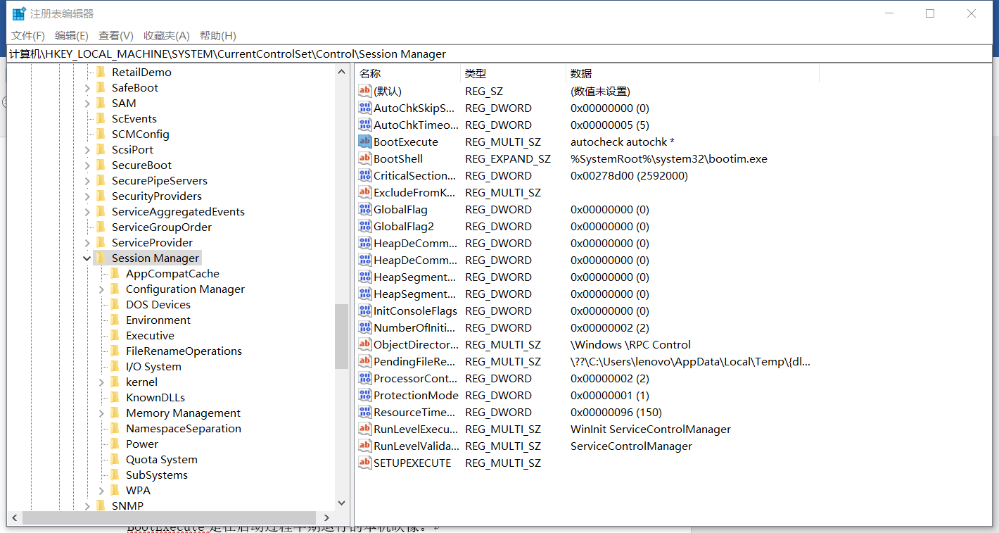 注册表编辑器
文件(F) 编辑(E) 查看(V) 收藏夹(A) 帮助(H)
计算机\HKEY_LOCAL_MACHINE\SYSTEM\CurrentControlSet\Control\Session Manager
RetailDemo
SafeBoot
SAM
ScEvents
SCMConfig
ScsiPort
SecureBoot
SecurePipeServers
SecurityProviders
ServiceAggregatedEvents
ServiceGroupOrder
ServiceProvider
Session Manager
AppCompatCache
Configuration Manager
DOS Devices
Environment
Executive
FileRenameOperations
I/O System
kernel
KnownDLLs
Memory Management
NamespaceSeparation
Power
Quota System
SubSystems
WPA
SNMP
名称 类型 数据
(默认) REG_SZ (数值未设置)
AutoChkSkipS... REG_DWORD 0x00000000 (0)
AutoChkTimeo... REG_DWORD 0x00000005 (5)
BootExecute REG_MULTI_SZ autocheck autochk *
BootShell REG_EXPAND_SZ %SystemRoot%\system32\bootim.exe
CriticalSection... REG_DWORD 0x00278d00 (2592000)
ExcludeFromK... REG_MULTI_SZ
GlobalFlag REG_DWORD 0x00000000 (0)
GlobalFlag2 REG_DWORD 0x00000000 (0)
HeapDeComm... REG_DWORD 0x00000000 (0)
HeapDeComm... REG_DWORD 0x00000000 (0)
HeapSegment... REG_DWORD 0x00000000 (0)
HeapSegment... REG_DWORD 0x00000000 (0)
InitConsoleFlags REG_DWORD 0x00000000 (0)
NumberOfIniti... REG_DWORD 0x00000002 (2)
ObjectDirector... REG_MULTI_SZ \Windows \RPC Control
PendingFileRe... REG_MULTI_SZ \??\C:\Users\lenovo\AppData\Local\Temp\{dl...
ProcessorCont... REG_DWORD 0x00000002 (2)
ProtectionMode REG_DWORD 0x00000001 (1)
ResourceTime... REG_DWORD 0x00000096 (150)
RunLevelExecu... REG_MULTI_SZ WinInit ServiceControlManager
RunLevelValida... REG_MULTI_SZ ServiceControlManager
SETUPEXECUTE REG_MULTI_SZ
BootExecute 是在启动过程早期运行的本机映像。